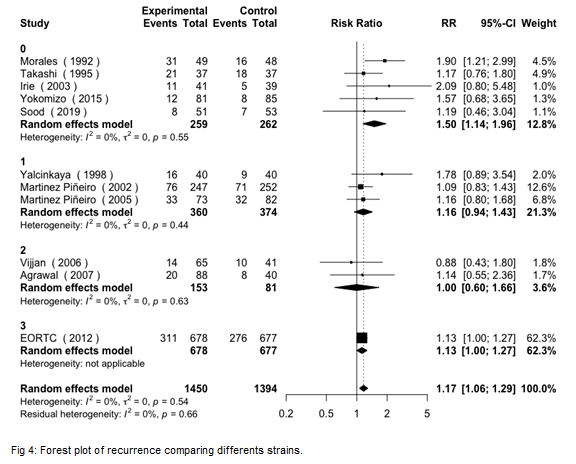 Experimental Control
Study Events Total Events Total Risk Ratio RR 95%-CI Weight
0
Morales ( 1992 ) 31 49 16 48 1.90 [1.21; 2.99] 4.5%
Takashi ( 1995 ) 21 37 18 37 1.17 [0.76; 1.80] 4.9%
Irie ( 2003 ) 11 41 5 39 2.09 [0.80; 5.48] 1.0%
Yokomizo ( 2015 ) 12 81 8 85 1.57 [0.68; 3.65] 1.3%
Sood ( 2019 ) 8 51 7 53 1.19 [0.46; 3.04] 1.0%
Random effects model 259 262 1.50 [1.14; 1.96] 12.8%
Heterogeneity: I² = 0%, τ² = 0, p = 0.55
1
Yalcinkaya ( 1998 ) 16 40 9 40 1.78 [0.89; 3.54] 2.0%
Martinez Piñeiro ( 2002 ) 76 247 71 252 1.09 [0.83; 1.43] 12.6%
Martinez Piñeiro ( 2005 ) 33 73 32 82 1.16 [0.80; 1.68] 6.8%
Random effects model 360 374 1.16 [0.94; 1.43] 21.3%
Heterogeneity: I² = 0%, τ² = 0, p = 0.44
2
Vijjan ( 2006 ) 14 65 10 41 0.88 [0.43; 1.80] 1.8%
Agrawal ( 2007 ) 20 88 8 40 1.14 [0.55; 2.36] 1.7%
Random effects model 153 81 1.00 [0.60; 1.66] 3.6%
Heterogeneity: I² = 0%, τ² = 0, p = 0.63
3
EORTC ( 2012 ) 311 678 276 677 1.13 [1.00; 1.27] 62.3%
Random effects model 678 677 1.13 [1.00; 1.27] 62.3%
Heterogeneity: not applicable
Random effects model 1450 1394 1.17 [1.06; 1.29] 100.0%
Heterogeneity: I² = 0%, τ² = 0, p = 0.54
Residual heterogeneity: I² = 0%, p = 0.66
0.2 0.5 1 2 5
Fig 4: Forest plot of recurrence comparing differents strains.